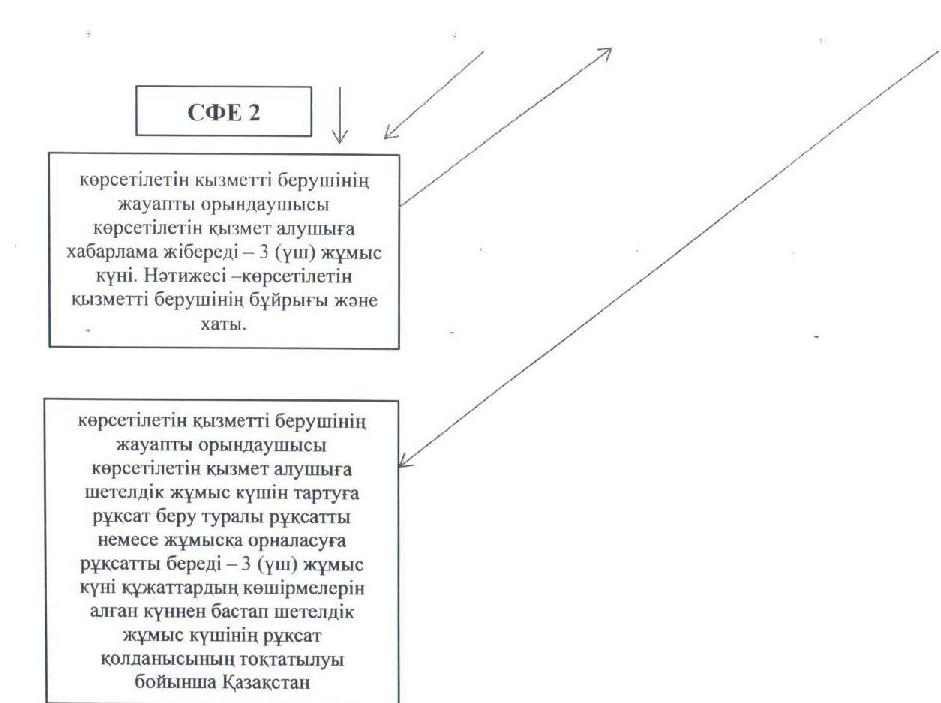 СФЕ 2
көрсетілетін қызметті берушінің
жауапты орындаушысы
көрсетілетін қызмет алушыға
хабарлама жібереді – 3 (үш) жұмыс
күні. Нәтижесі –көрсетілетін
қызметті берушінің бұйрығы және
хаты.
көрсетілетін қызметті берушінің
жауапты орындаушысы
көрсетілетін қызмет алушыға
шетелдік жұмыс күшін тартуға
рұқсат беру туралы рұқсатты
немесе жұмысқа орналасуға
рұқсатты береді – 3 (үш) жұмыс
күні құжаттардың көшірмелерін
алған күннен бастап шетелдік
жұмыс күшінің рұқсат
қолданысының тоқтатылуы
бойынша Қазақстан